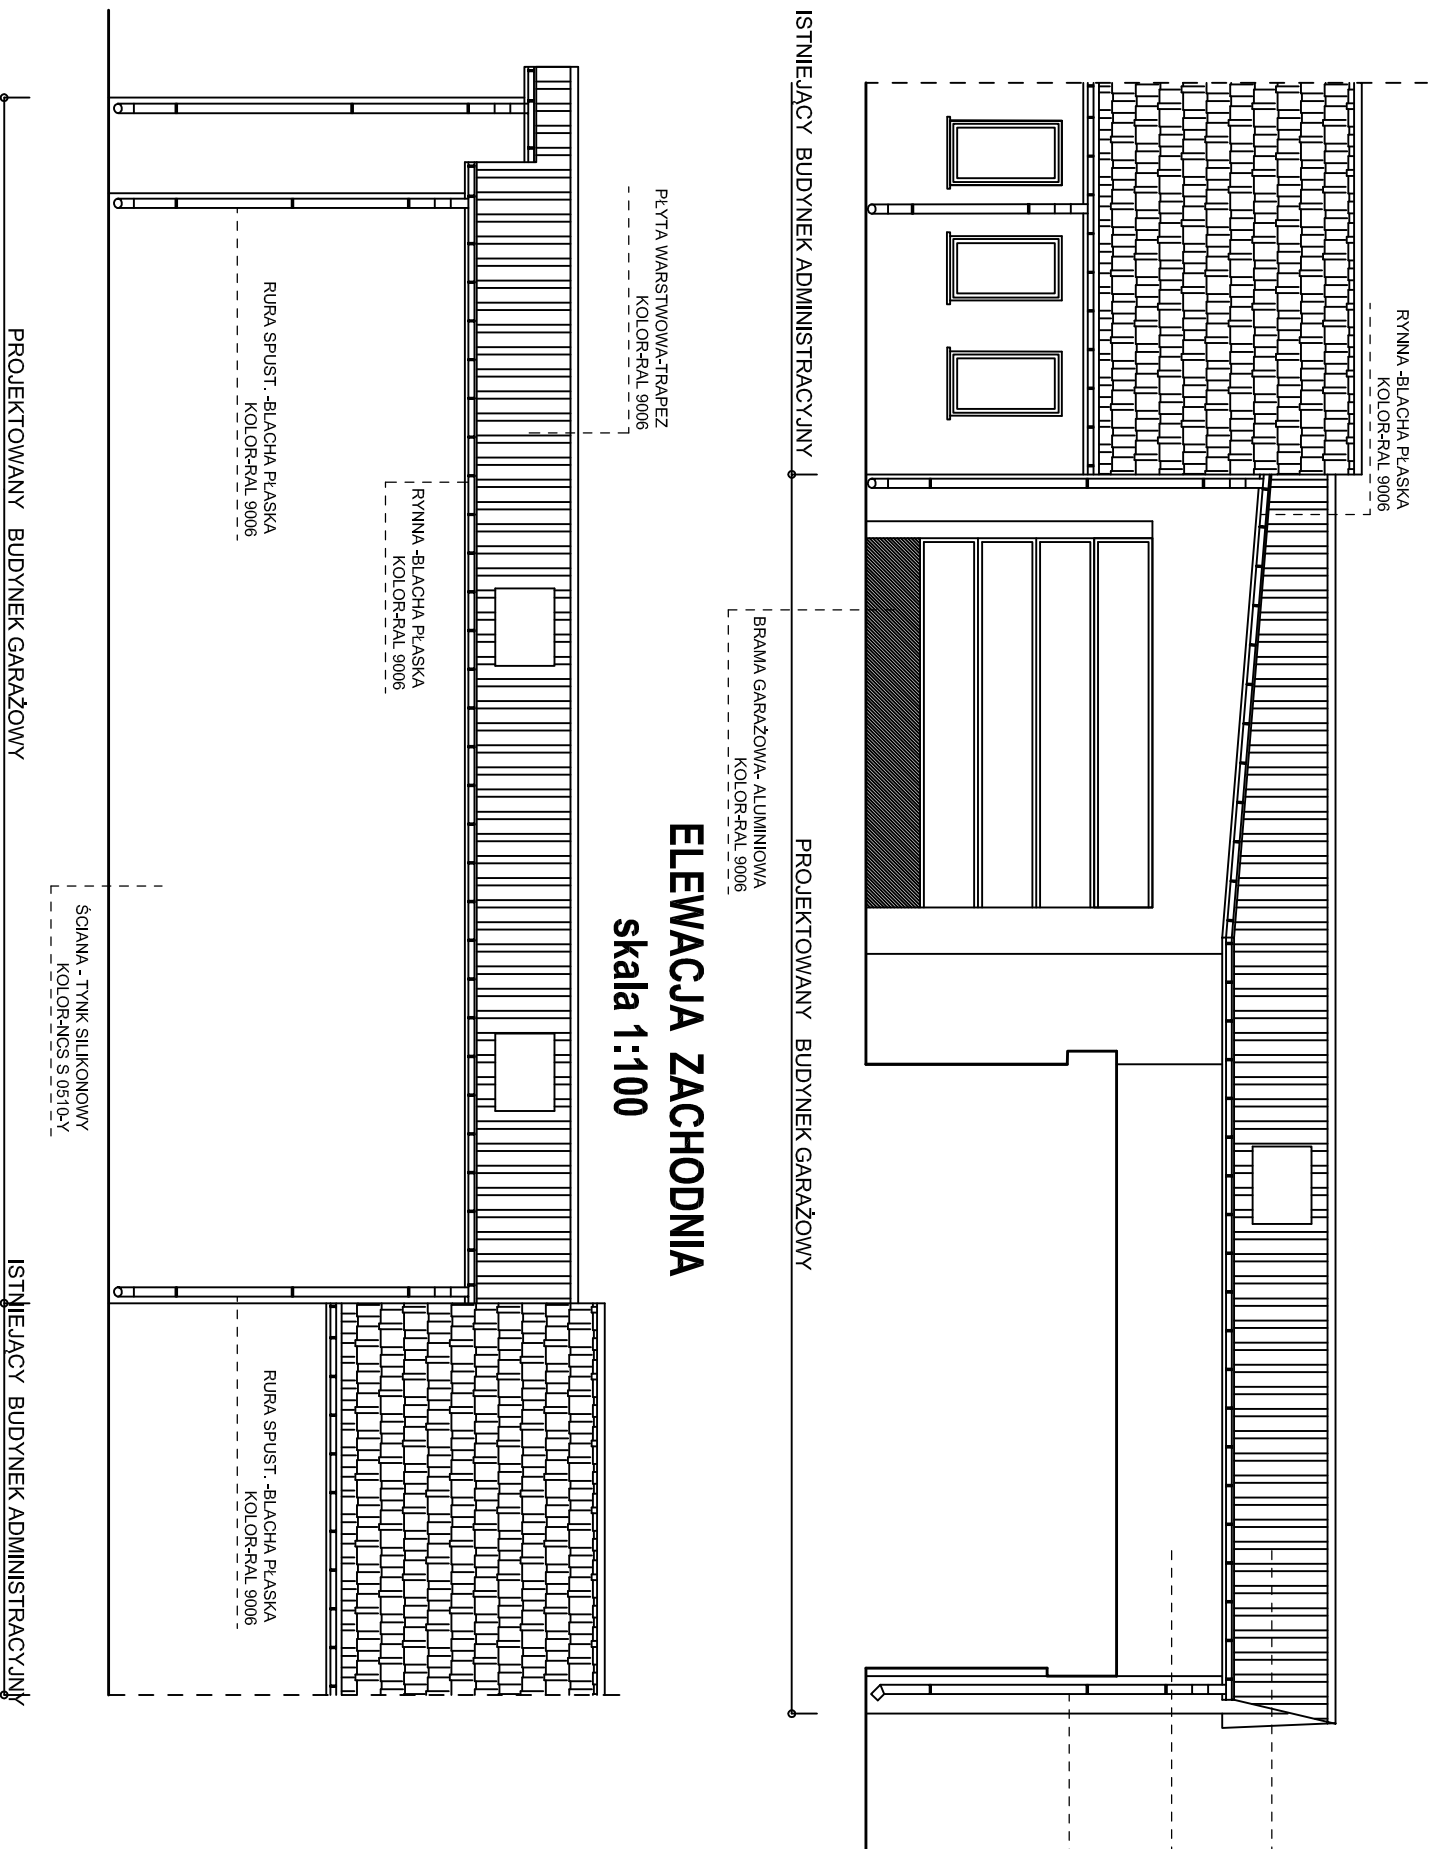 RYNNA -BLACHA PŁASKA
KOLOR-RAL 9006
ISTNIEJĄCY BUDYNEK ADMINISTRACYJNY
PROJEKTOWANY BUDYNEK GARAŻOWY
BRAMA GARAŻOWA- ALUMINIOWA
KOLOR-RAL 9006
ELEWACJA ZACHODNIA
skala 1:100
PŁYTA WARSTWOWA-TRAPEZ
KOLOR-RAL 9006
RYNNA -BLACHA PŁASKA
KOLOR-RAL 9006
RURA SPUST. -BLACHA PŁASKA
KOLOR-RAL 9006
RURA SPUST. -BLACHA PŁASKA
KOLOR-RAL 9006
ŚCIANA - TYNK SILIKONOWY
KOLOR-NCS S 0510-Y
PROJEKTOWANY BUDYNEK GARAŻOWY
ISTNIEJĄCY BUDYNEK ADMINISTRACYJNY